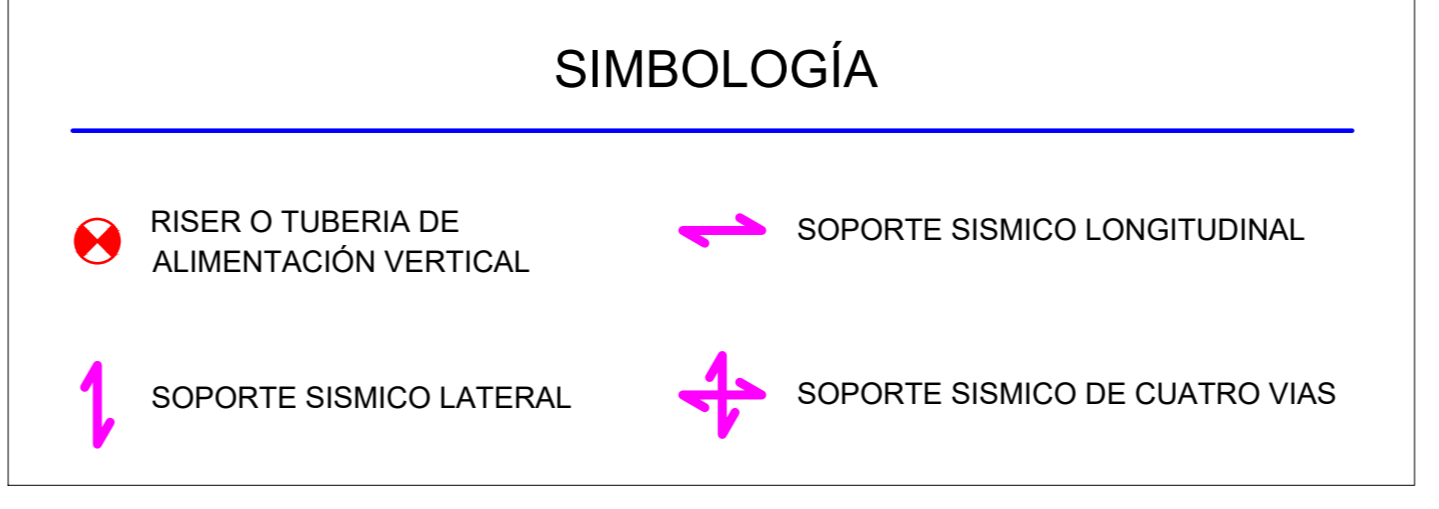 SIMBOLOGÍA
RISER O TUBERIA DE
ALIMENTACIÓN VERTICAL
SOPORTE SISMICO LONGITUDINAL
SOPORTE SISMICO LATERAL
SOPORTE SISMICO DE CUATRO VIAS